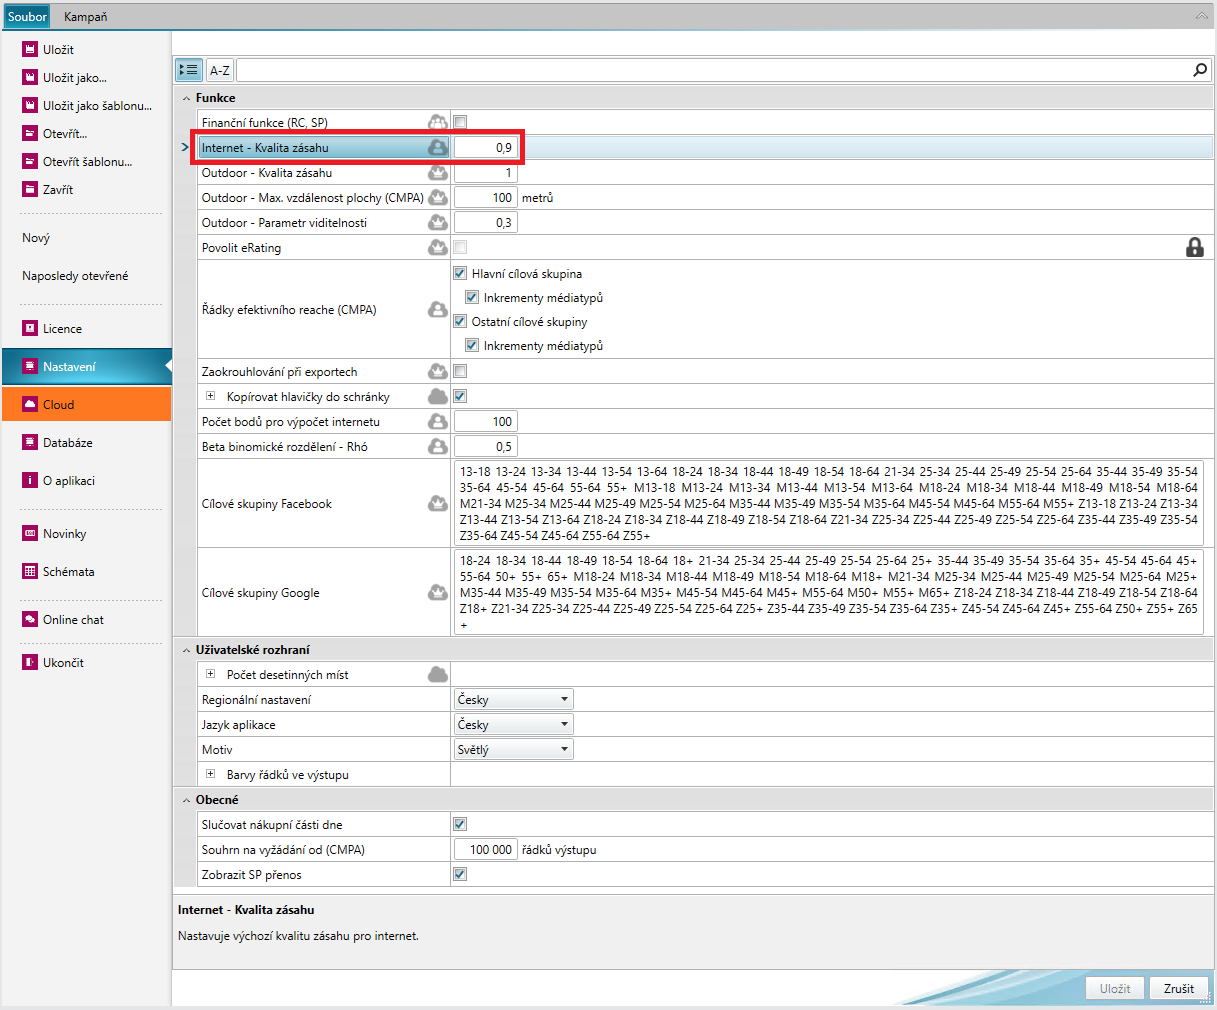 Soubor Kampaň
Uložit
Uložit jako...
Uložit jako šablonu...
Otevřít...
Otevřít šablonu...
Zavřít
Nový
Naposledy otevřené
Licence
Nastavení
Cloud
Databáze
O aplikaci
Novinky
Schémata
Online chat
Ukončit
A-Z
Funkce
Finanční funkce (RC, SP)
Internet - Kvalita zásahu 0,9
Outdoor - Kvalita zásahu 1
Outdoor - Max. vzdálenost plochy (CMPA) 100 metrů
Outdoor - Parametr viditelnosti 0,3
Povolit eRating
Řádky efektivního reache (CMPA)
Hlavní cílová skupina
Inkrementy médiatypů
Ostatní cílové skupiny
Inkrementy médiatypů
Zaokrouhlování při exportech
Kopírovat hlavičky do schránky
Počet bodů pro výpočet internetu 100
Beta binomické rozdělení - Rhó 0,5
Cílové skupiny Facebook
13-18 13-24 13-34 13-44 13-54 13-64 18-24 18-34 18-44 18-49 18-54 18-64 21-34 25-34 25-44 25-49 25-54 25-64 35-44 35-49 35-54
35-64 45-54 45-64 55-64 55+ M13-18 M13-24 M13-34 M13-44 M13-54 M13-64 M18-24 M18-34 M18-44 M18-49 M18-54 M18-64
M21-34 M25-34 M25-44 M25-49 M25-54 M25-64 M35-44 M35-49 M35-54 M35-64 M45-54 M45-64 M55-64 M55+ Z13-18 Z13-24 Z13-34
Z13-44 Z13-54 Z13-64 Z18-24 Z18-34 Z18-44 Z18-49 Z18-54 Z18-64 Z21-34 Z25-34 Z25-44 Z25-49 Z25-54 Z25-64 Z35-44 Z35-49 Z35-54
Z35-64 Z45-54 Z45-64 Z55-64 Z55+
Cílové skupiny Google
18-24 18-34 18-44 18-49 18-54 18-64 18+ 21-34 25-34 25-44 25-49 25-54 25-64 25+ 35-44 35-49 35-54 35-64 35+ 45-54 45-64 45+
55-64 50+ 55+ 65+ M18-24 M18-34 M18-44 M18-49 M18-54 M18-64 M18+ M21-34 M25-34 M25-44 M25-49 M25-54 M25-64 M25+
M35-44 M35-49 M35-54 M35-64 M35+ M45-54 M45-64 M45+ M55-64 M50+ M55+ M65+ Z18-24 Z18-34 Z18-44 Z18-49 Z18-54 Z18-64
Z18+ Z21-34 Z25-34 Z25-44 Z25-49 Z25-54 Z25-64 Z25+ Z35-44 Z35-49 Z35-54 Z35-64 Z35+ Z45-54 Z45-64 Z45+ Z55-64 Z50+ Z55+ Z65
+
Uživatelské rozhraní
Počet desetinných míst
Regionální nastavení Česky
Jazyk aplikace Česky
Motiv Světlý
Barvy řádků ve výstupu
Obecné
Slučovat nákupní části dne
Souhrn na vyžádání od (CMPA) 100 000 řádků výstupu
Zobrazit SP přenos
Internet - Kvalita zásahu
Nastavuje výchozí kvalitu zásahu pro internet.
Uložit Zrušit